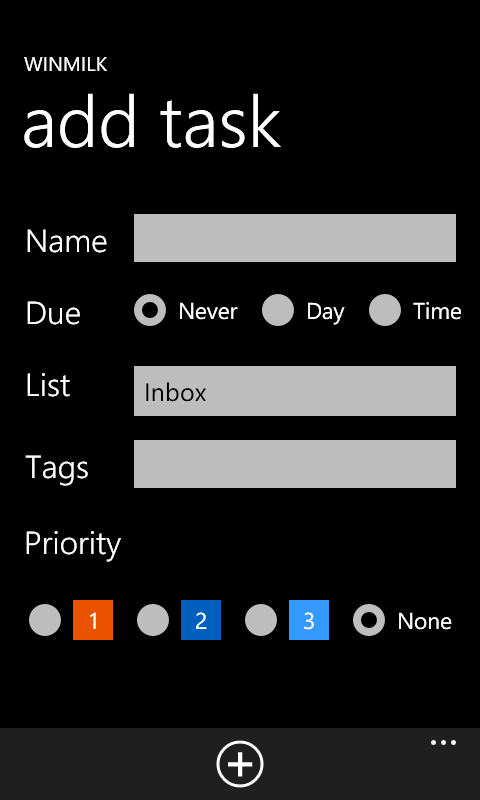 WINMILK
add task
Name
Due Never Day Time
List Inbox
Tags
Priority
1 2 3 None